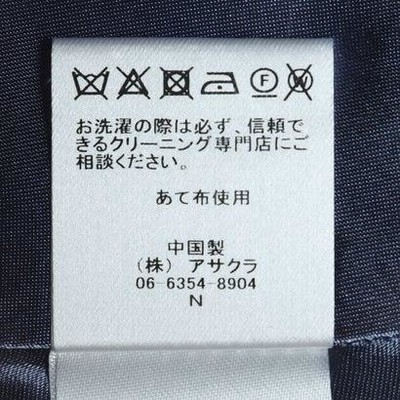 F W
お洗濯の際は必ず、信頼で
きるクリーニング専門店にご
相談ください。
あて布使用
中国製
（株） アサクラ
06-6354-8904
N